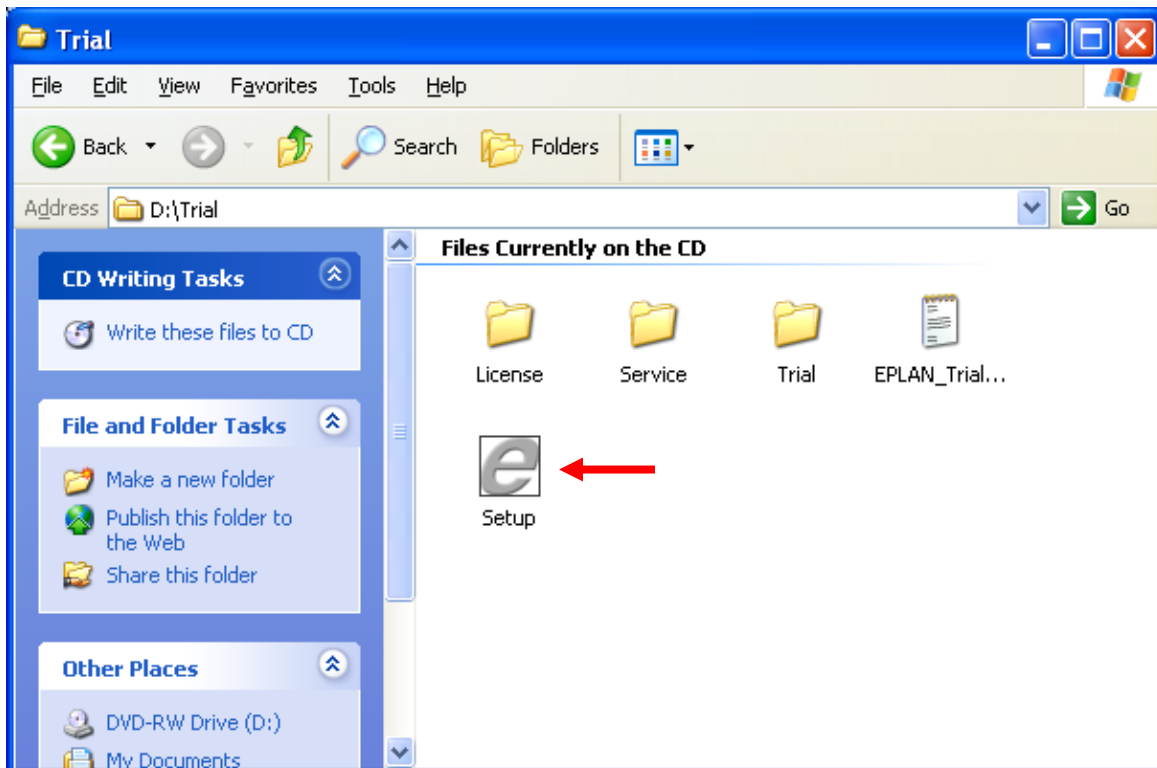 Trial
File Edit View Favorites Tools Help
Back Search Folders
Address D:\Trial Go
CD Writing Tasks
Write these files to CD
File and Folder Tasks
Make a new folder
Publish this folder to
the Web
Share this folder
Other Places
DVD-RW Drive (D:)
My Documents
Files Currently on the CD
License Service Trial EPLAN_Trial...
e
Setup